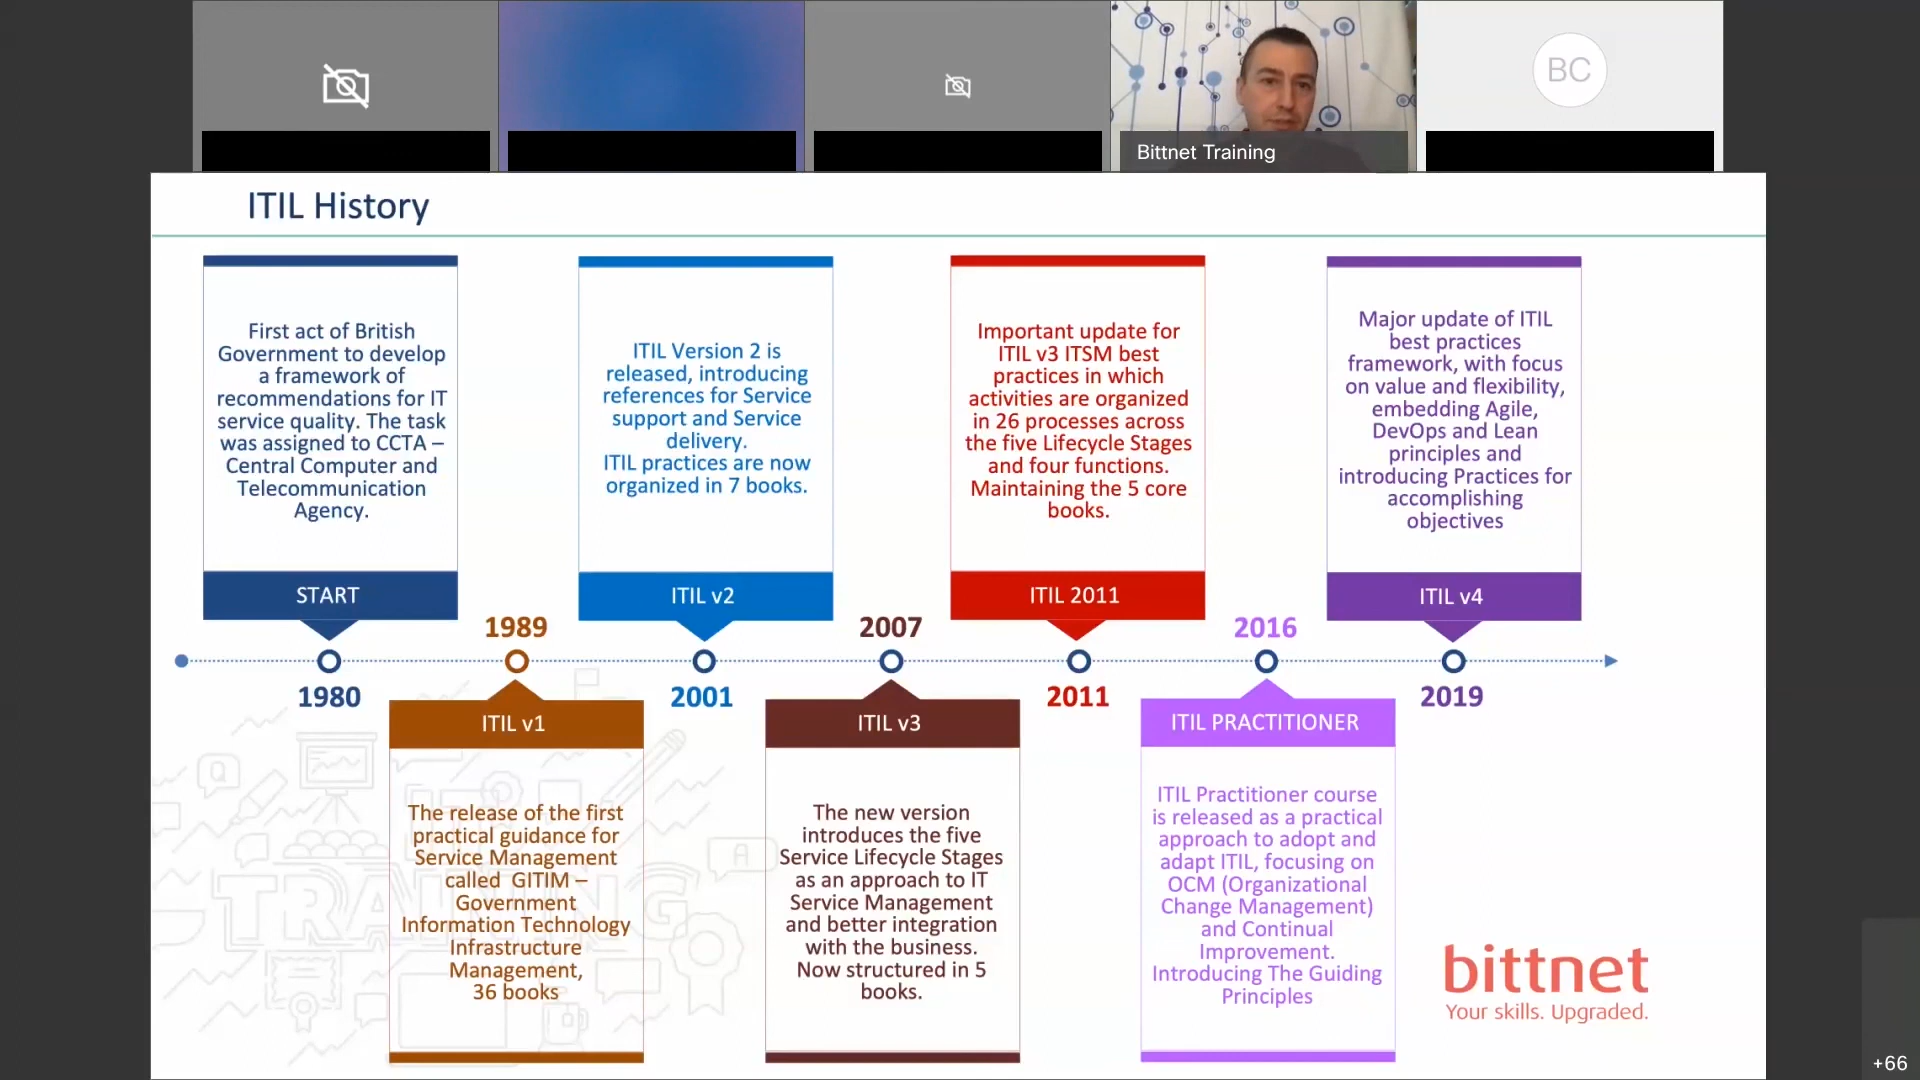 BC
Bittnet Training
ITIL History
First act of British
Government to develop
a framework of
recommendations for IT
service quality. The task
was assigned to CCTA –
Central Computer and
Telecommunication
Agency.
START
1980
1989
ITIL v1
The release of the first
practical guidance for
Service Management
called GITIM –
Government
Information Technology
Infrastructure
Management,
36 books
ITIL Version 2 is
released, introducing
references for Service
support and Service
delivery.
ITIL practices are now
organized in 7 books.
ITIL v2
2001
2007
ITIL v3
The new version
introduces the five
Service Lifecycle Stages
as an approach to IT
Service Management
and better integration
with the business.
Now structured in 5
books.
Important update for
ITIL v3 ITSM best
practices in which
activities are organized
in 26 processes across
the five Lifecycle Stages
and four functions.
Maintaining the 5 core
books.
ITIL 2011
2011
2016
ITIL PRACTITIONER
ITIL Practitioner course
is released as a practical
approach to adopt and
adapt ITIL, focusing on
OCM (Organizational
Change Management)
and Continual
Improvement.
Introducing The Guiding
Principles
Major update of ITIL
best practices
framework, with focus
on value and flexibility,
embedding Agile,
DevOps and Lean
principles and
introducing Practices for
accomplishing
objectives
ITIL v4
2019
Q
A
TRAINING
bittnet
Your skills. Upgraded.
+66